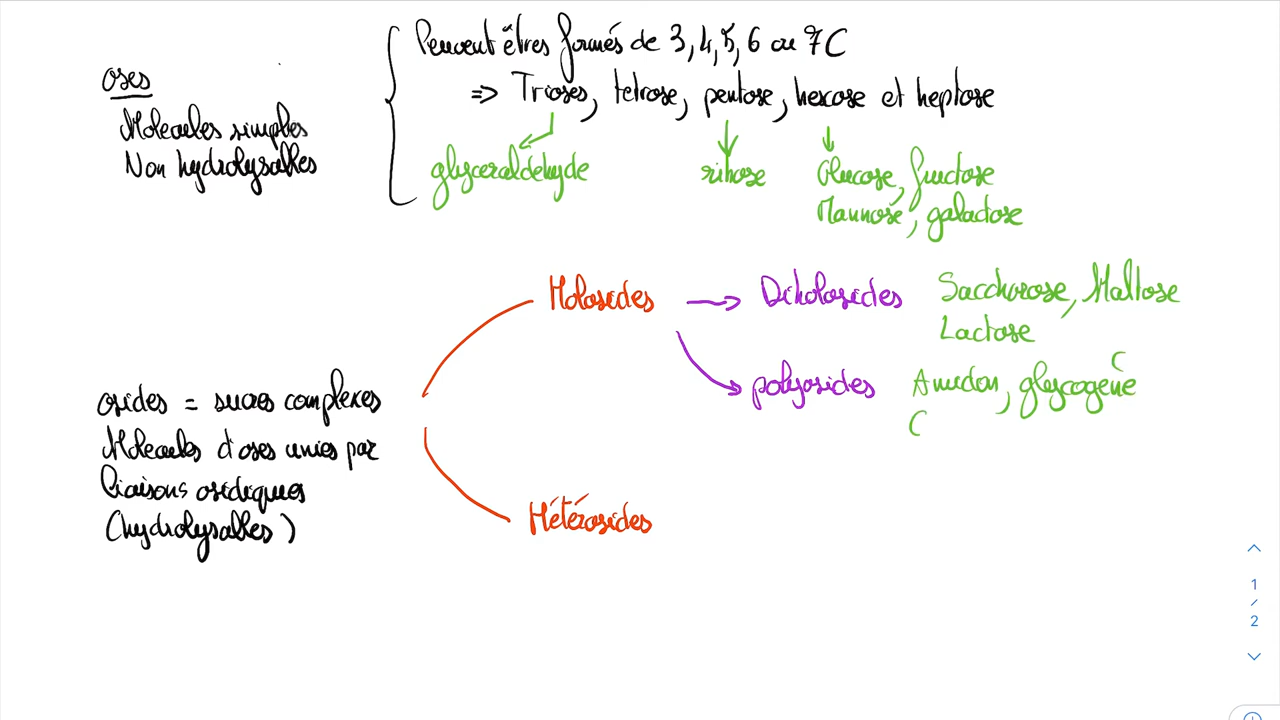 oses
Molécules simples
Non hydrolysables
Peuvent êtres formés de 3, 4, 5, 6 ou 7C
=> Trioses, tetrose, pentose, hexose et heptose
glyceraldehyde
ribose
Glucose, fructose
Mannose, galactose
osides = sucres complexes
Molécules d'oses unies par
liaisons osidiques
(hydrolysables)
Holosides
Diholosides
Saccharose, Maltose
Lactose
polyosides
Amidon, glycogène
C
C
Hétérosides
1
/
2